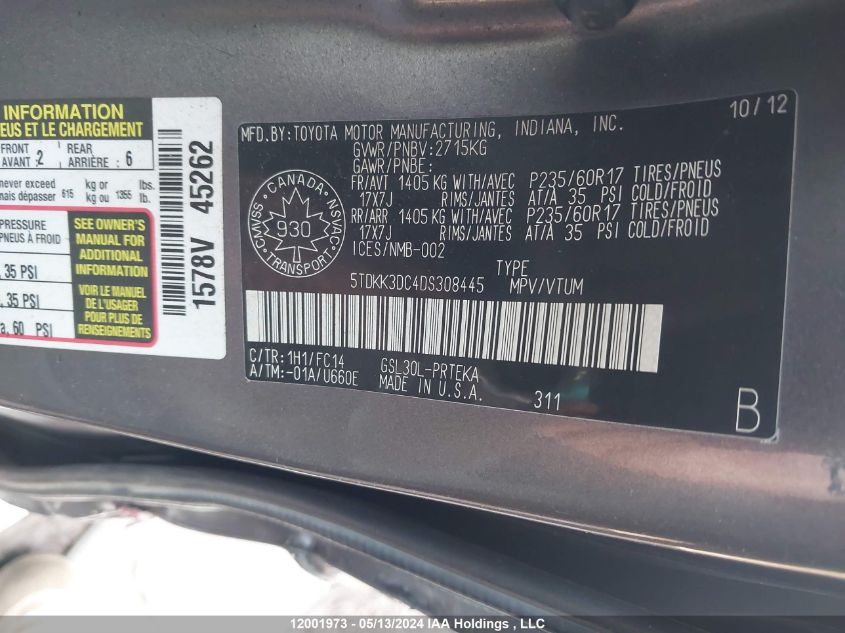 INFORMATION
EUS ET LE CHARGEMENT
FRONT
AVANT: 2
REAR
ARRIÈRE: 6
never exceed
mais dépasser
615
kg or
kg ou
1355
lbs.
lb.
PRESSURE
PNEUS À FROID
35 PSI
35 PSI
60 PSI
SEE OWNER'S
MANUAL FOR
ADDITIONAL
INFORMATION
VOIR LE MANUEL
DE L'USAGER
POUR PLUS DE
RENSEIGNEMENTS
1578V 45262
10/12
MFD.BY:TOYOTA MOTOR MANUFACTURING, INDIANA, INC.
GVWR/PNBV:2715KG
GAWR/PNBE:
FR/AVT 1405 KG WITH/AVEC P235/60R17 TIRES/PNEUS
17X7J RIMS/JANTES AT/A 35 PSI COLD/FROID
RR/ARR 1405 KG WITH/AVEC P235/60R17 TIRES/PNEUS
17X7J RIMS/JANTES AT/A 35 PSI COLD/FROID
ICES/NMB-002
CANADA
CMVSS
930
NSVAC
TRANSPORT
5TDKK3DC4DS308445
TYPE
MPV/VTUM
C/TR:1H1/FC14
A/TM:-01A/U660E
GSL30L-PRTEKA
MADE IN U.S.A.
311
B
12001973 - 05/13/2024 IAA Holdings, LLC. Copyright